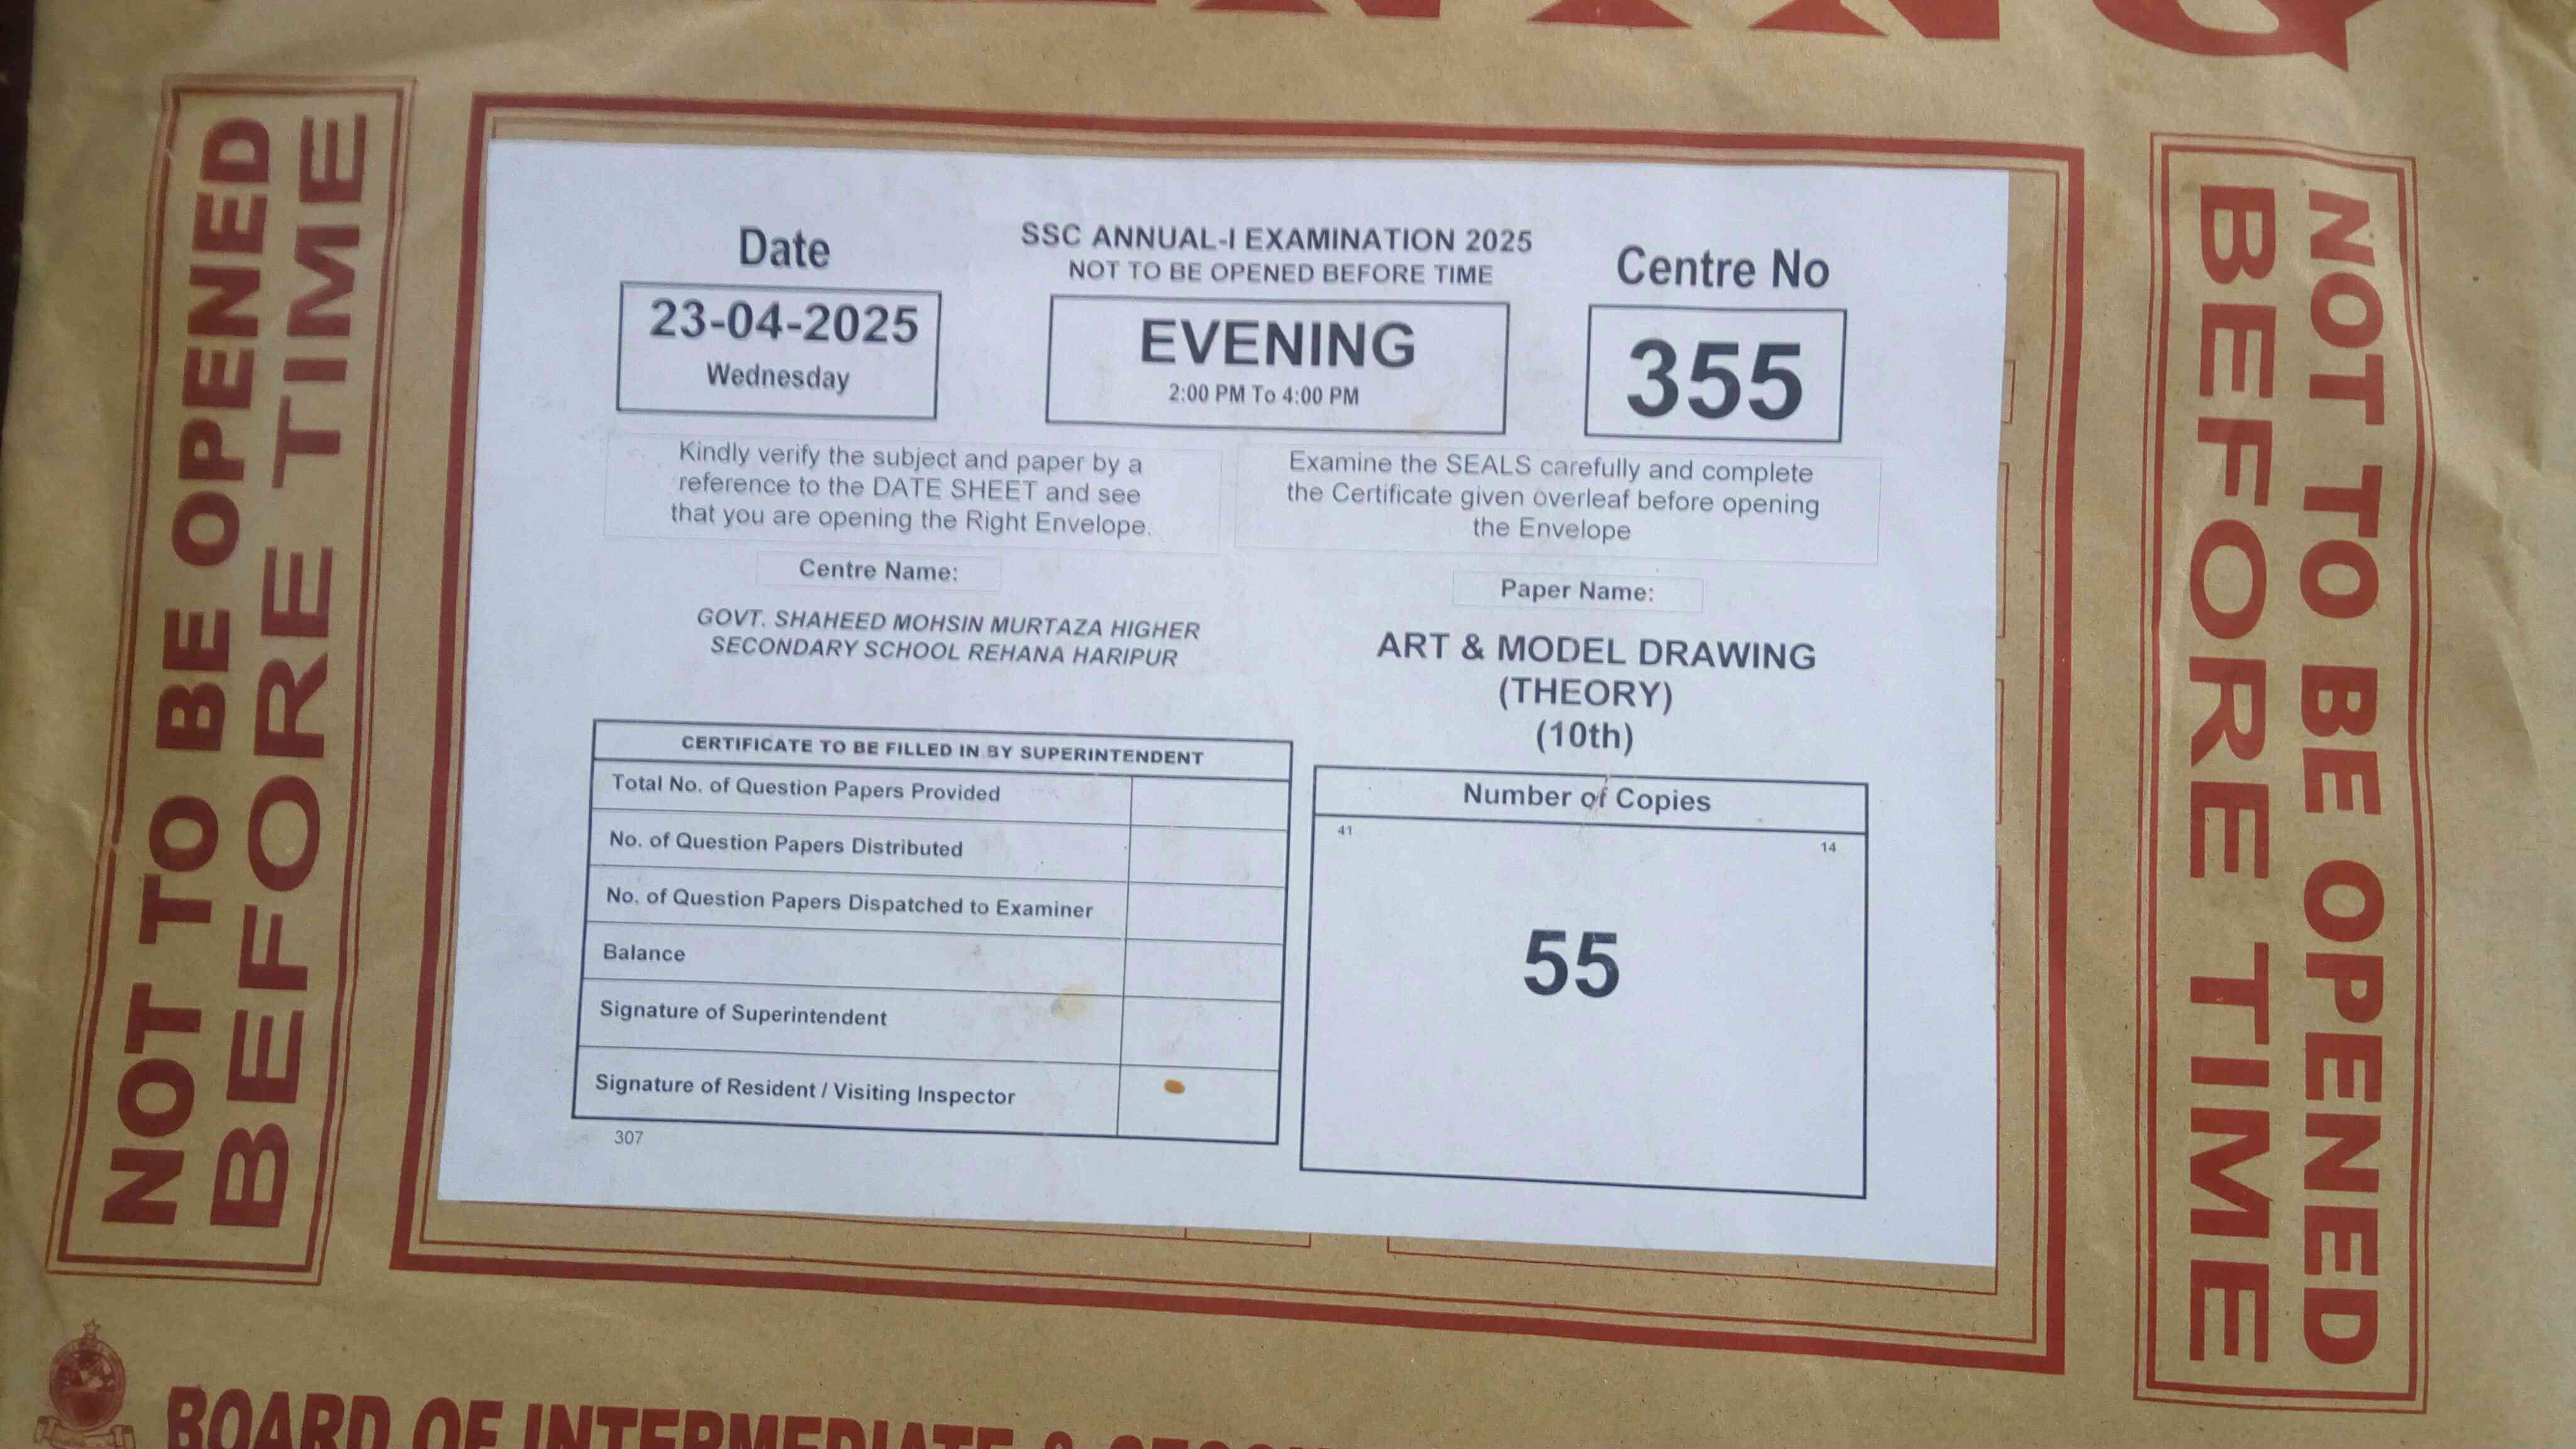 NOT TO BE OPENED
BEFORE TIME
Date
23-04-2025
Wednesday
SSC ANNUAL-I EXAMINATION 2025
NOT TO BE OPENED BEFORE TIME
EVENING
2:00 PM To 4:00 PM
Centre No
355
Kindly verify the subject and paper by a
reference to the DATE SHEET and see
that you are opening the Right Envelope.
Examine the SEALS carefully and complete
the Certificate given overleaf before opening
the Envelope
Centre Name:
GOVT. SHAHEED MOHSIN MURTAZA HIGHER
SECONDARY SCHOOL REHANA HARIPUR
Paper Name:
ART & MODEL DRAWING
(THEORY)
(10th)
CERTIFICATE TO BE FILLED IN BY SUPERINTENDENT
Total No. of Question Papers Provided
No. of Question Papers Distributed
No. of Question Papers Dispatched to Examiner
Balance
Signature of Superintendent
Signature of Resident / Visiting Inspector
307
Number of Copies
41
14
55
NOT TO BE OPENED
BEFORE TIME
BOARD OF INTERMEDIATE &